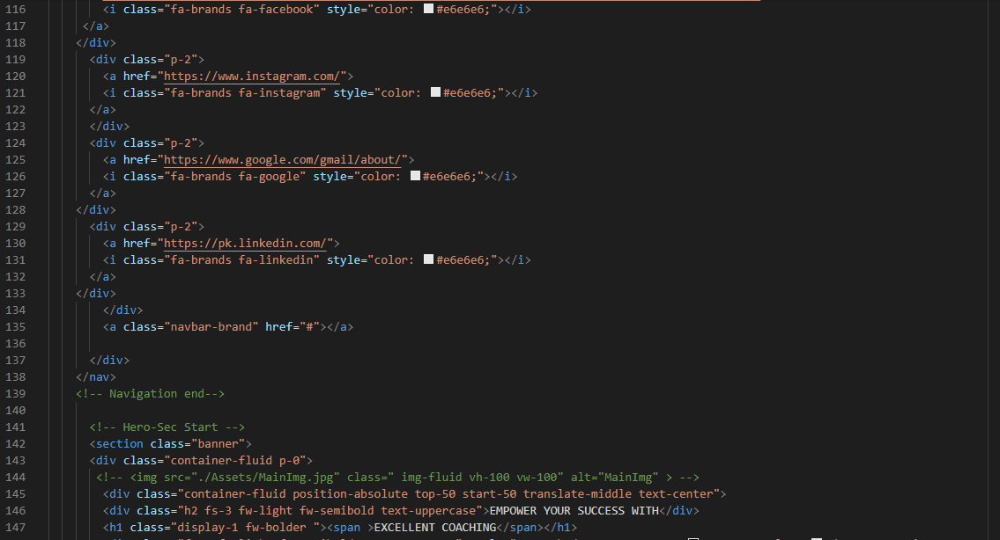 116 <i class="fa-brands fa-facebook" style="color: #e6e6e6;"></i>
117 </a>
118 </div>
119 <div class="p-2">
120 <a href="https://www.instagram.com/">
121 <i class="fa-brands fa-instagram" style="color: #e6e6e6;"></i>
122 </a>
123 </div>
124 <div class="p-2">
125 <a href="https://www.google.com/gmail/about/">
126 <i class="fa-brands fa-google" style="color: #e6e6e6;"></i>
127 </a>
128 </div>
129 <div class="p-2">
130 <a href="https://pk.linkedin.com/">
131 <i class="fa-brands fa-linkedin" style="color: #e6e6e6;"></i>
132 </a>
133 </div>
134 </div>
135 <a class="navbar-brand" href="#"></a>
136
137 </div>
138 </nav>
139 <!-- Navigation end-->
140
141 <!-- Hero-Sec Start -->
142 <section class="banner">
143 <div class="container-fluid p-0">
144 <!-- <img src="./Assets/MainImg.jpg" class=" img-fluid vh-100 vw-100" alt="MainImg" > -->
145 <div class="container-fluid position-absolute top-50 start-50 translate-middle text-center">
146 <div class="h2 fs-3 fw-light fw-semibold text-uppercase">EMPOWER YOUR SUCCESS WITH</div>
147 <h1 class="display-1 fw-bolder "><span >EXCELLENT COACHING</span></h1>